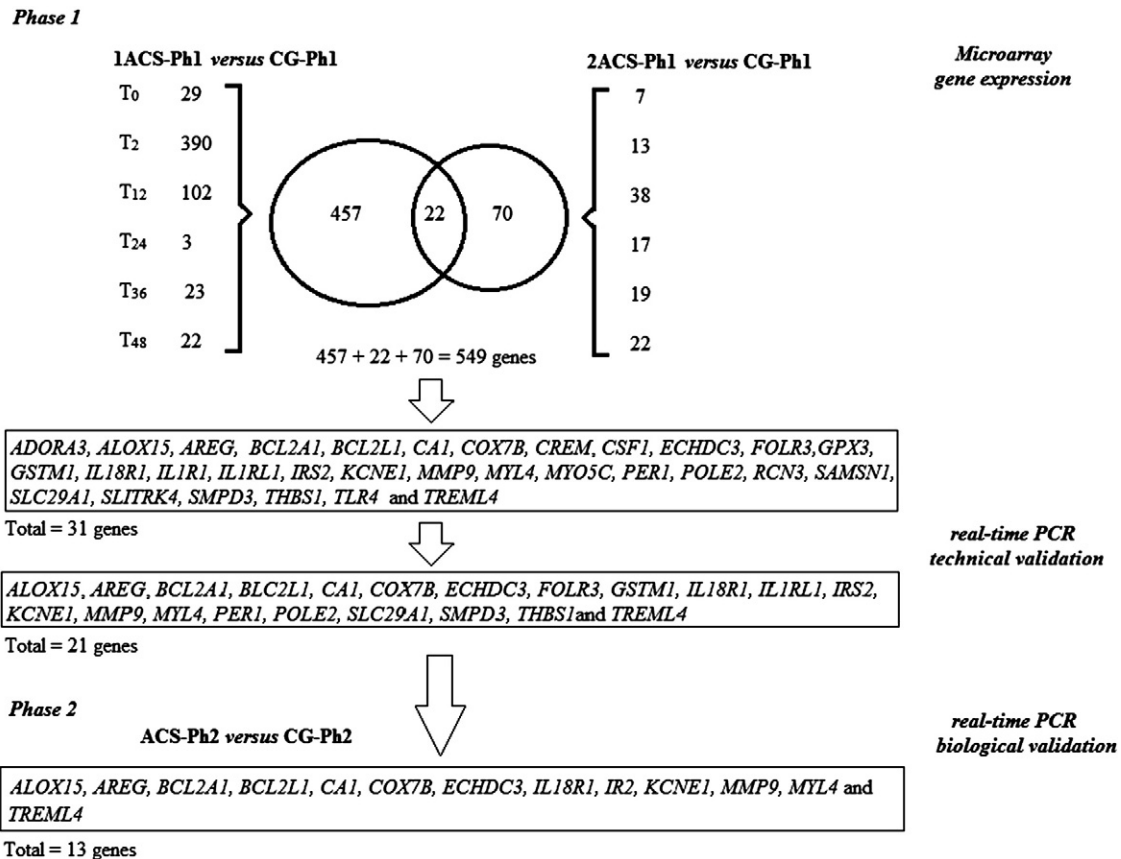 Phase 1
1ACS-Ph1 versus CG-Ph1
2ACS-Ph1 versus CG-Ph1
Microarray
gene expression
T0 29
T2 390
T12 102
T24 3
T36 23
T48 22
457 22 70
7
13
38
17
19
22
457 + 22 + 70 = 549 genes
ADORA3, ALOX15, AREG, BCL2A1, BCL2L1, CA1, COX7B, CREM, CSF1, ECHDC3, FOLR3,GPX3,
GSTM1, IL18R1, IL1R1, IL1RL1, IRS2, KCNE1, MMP9, MYL4, MYO5C, PER1, POLE2, RCN3, SAMSN1,
SLC29A1, SLITRK4, SMPD3, THBS1, TLR4 and TREML4
Total = 31 genes
real-time PCR
technical validation
ALOX15, AREG, BCL2A1, BLC2L1, CA1, COX7B, ECHDC3, FOLR3, GSTM1, IL18R1, IL1RL1, IRS2,
KCNE1, MMP9, MYL4, PER1, POLE2, SLC29A1, SMPD3, THBS1and TREML4
Total = 21 genes
Phase 2
ACS-Ph2 versus CG-Ph2
real-time PCR
biological validation
ALOX15, AREG, BCL2A1, BCL2L1, CA1, COX7B, ECHDC3, IL18R1, IR2, KCNE1, MMP9, MYL4 and
TREML4
Total = 13 genes